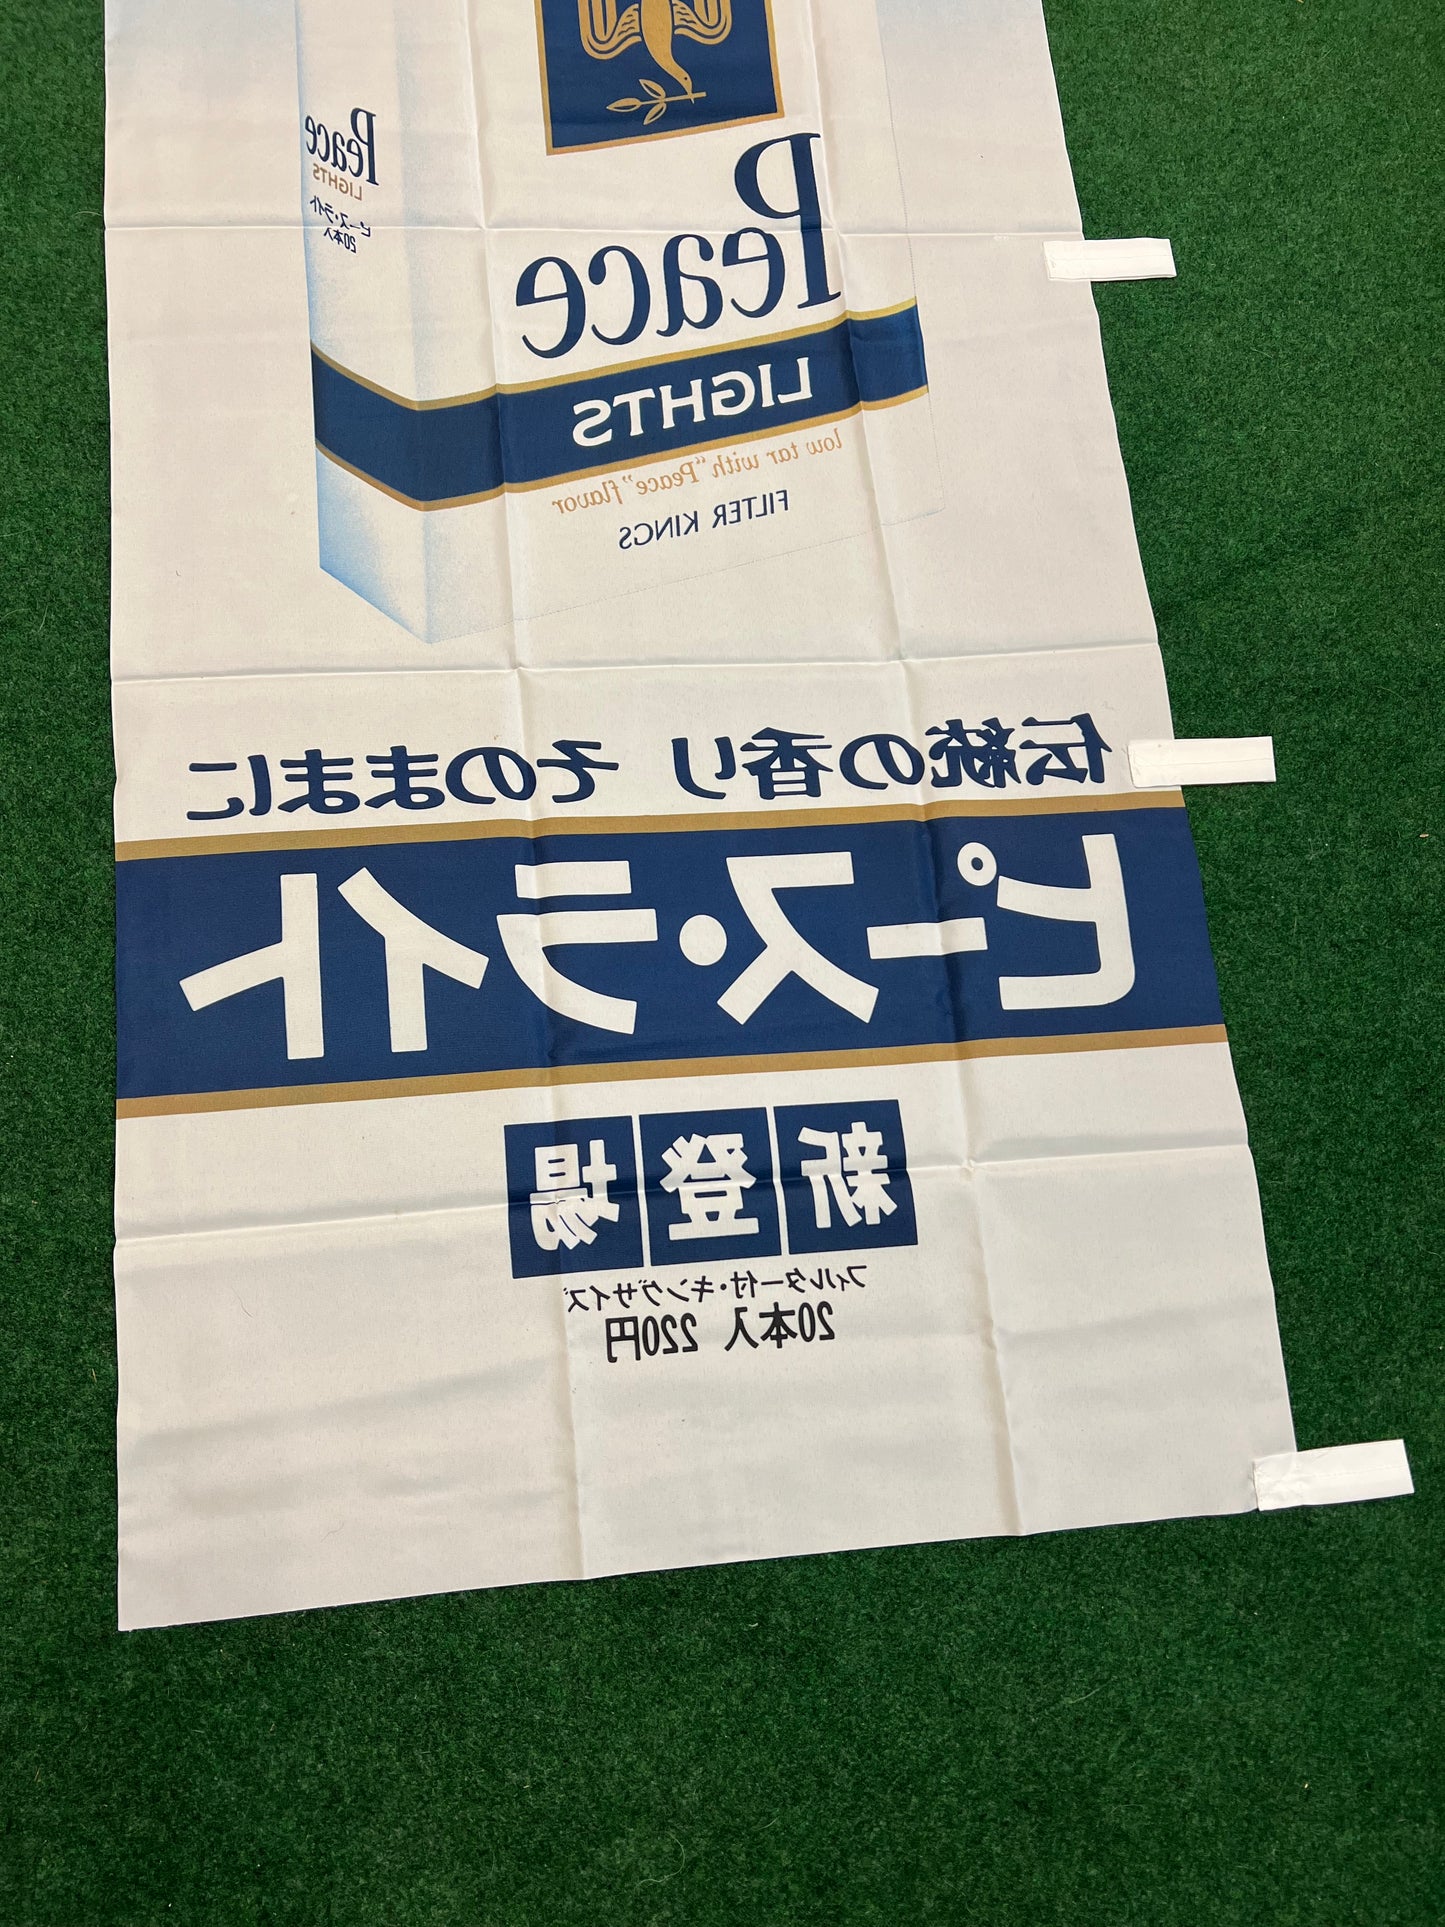 Peace
LIGHTS
ピース・ライト
20本入
Peace
LIGHTS
low tar with "Peace" flavor
FILTER KINGS
伝統の香り そのままに
ピース・ライト
新登場
フィルター付・キングサイズ
20本入 220円